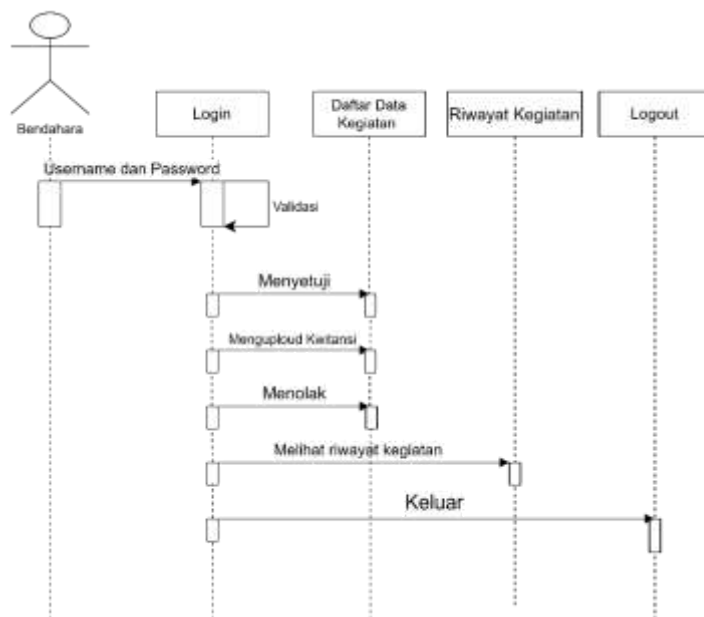 Bendahara
Login
Daftar Data
Kegiatan
Riwayat Kegiatan
Logout
Username dan Password
Validasi
Menyetuji
Menguploud Kwitansi
Menolak
Melihat riwayat kegiatan
Keluar